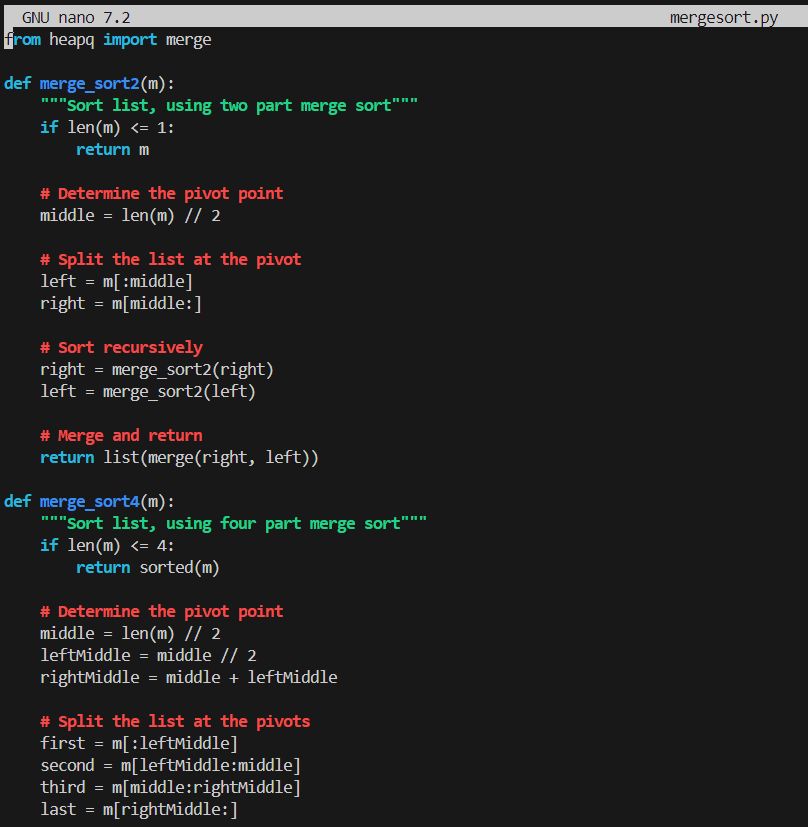 GNU nano 7.2 mergesort.py
from heapq import merge

def merge_sort2(m):
    """Sort list, using two part merge sort"""
    if len(m) <= 1:
        return m

    # Determine the pivot point
    middle = len(m) // 2

    # Split the list at the pivot
    left = m[:middle]
    right = m[middle:]

    # Sort recursively
    right = merge_sort2(right)
    left = merge_sort2(left)

    # Merge and return
    return list(merge(right, left))

def merge_sort4(m):
    """Sort list, using four part merge sort"""
    if len(m) <= 4:
        return sorted(m)

    # Determine the pivot point
    middle = len(m) // 2
    leftMiddle = middle // 2
    rightMiddle = middle + leftMiddle

    # Split the list at the pivots
    first = m[:leftMiddle]
    second = m[leftMiddle:middle]
    third = m[middle:rightMiddle]
    last = m[rightMiddle:]